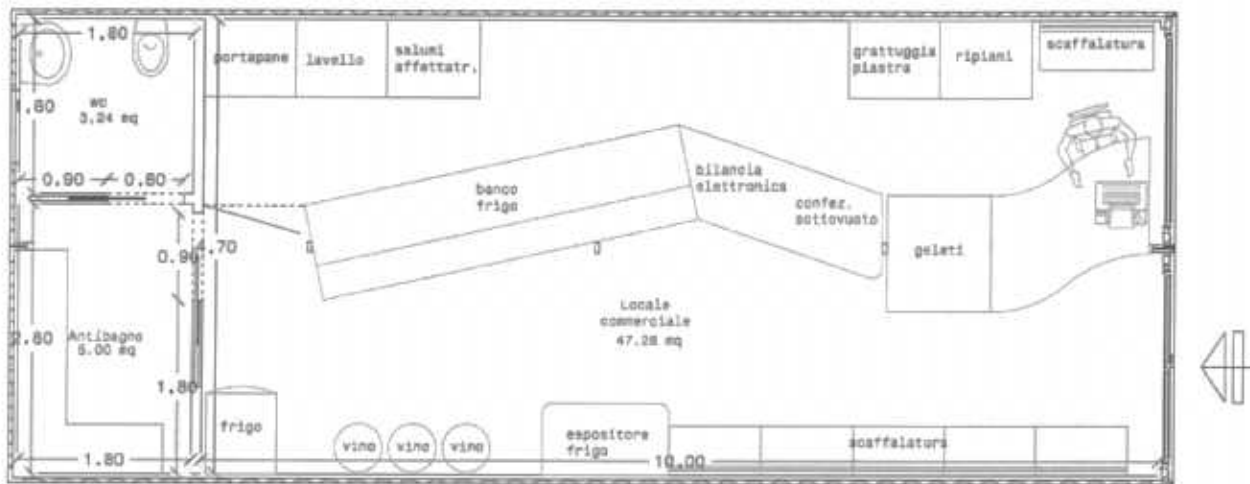 1.80
portapane
lavello
salumi
affettatr.
grattuggia
piastra
ripiani
scaffalatura
1.80
wc
3.24 mq
0.90
0.80
banco
frigo
bilancia
elettronica
confez.
sottovuoto
gelati
4.70
0.90
Locale
commerciale
47.28 mq
Antibagno
5.00 mq
2.80
1.80
frigo
vino
vino
vino
espositore
frigo
scaffalatura
1.80
10.00